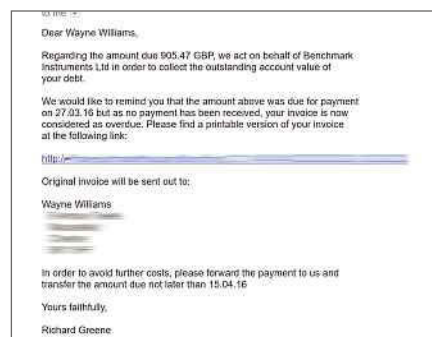 to me
Dear Wayne Williams,
Regarding the amount due 905.47 GBP, we act on behalf of Benchmark
Instruments Ltd in order to collect the outstanding account value of
your debt.
We would like to remind you that the amount above was due for payment
on 27.03.16 but as no payment has been received, your invoice is now
considered as overdue. Please find a printable version of your invoice
at the following link:
http://
Original invoice will be sent out to:
Wayne Williams
In order to avoid further costs, please forward the payment to us and
transfer the amount due not later than 15.04.16
Yours faithfully,
Richard Greene